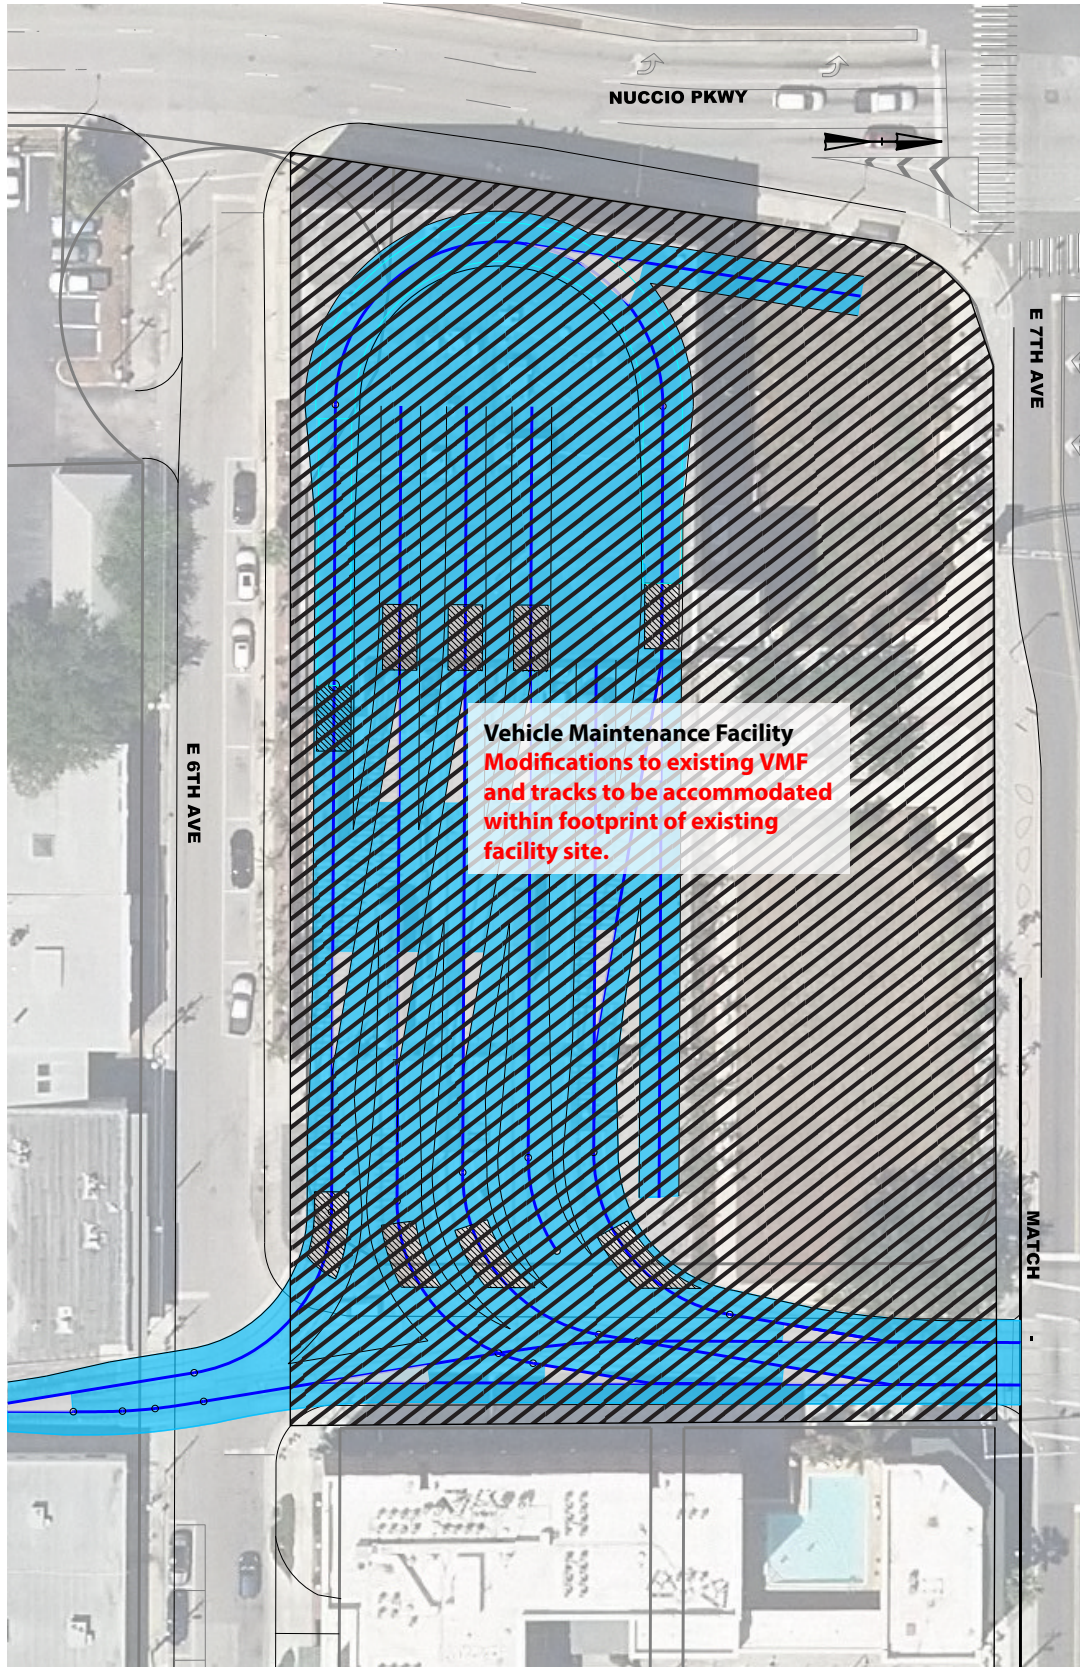 NUCCIO PKWY
E 7TH AVE
Vehicle Maintenance Facility
Modifications to existing VMF
and tracks to be accommodated
within footprint of existing
facility site.
E 6TH AVE
MATCH -